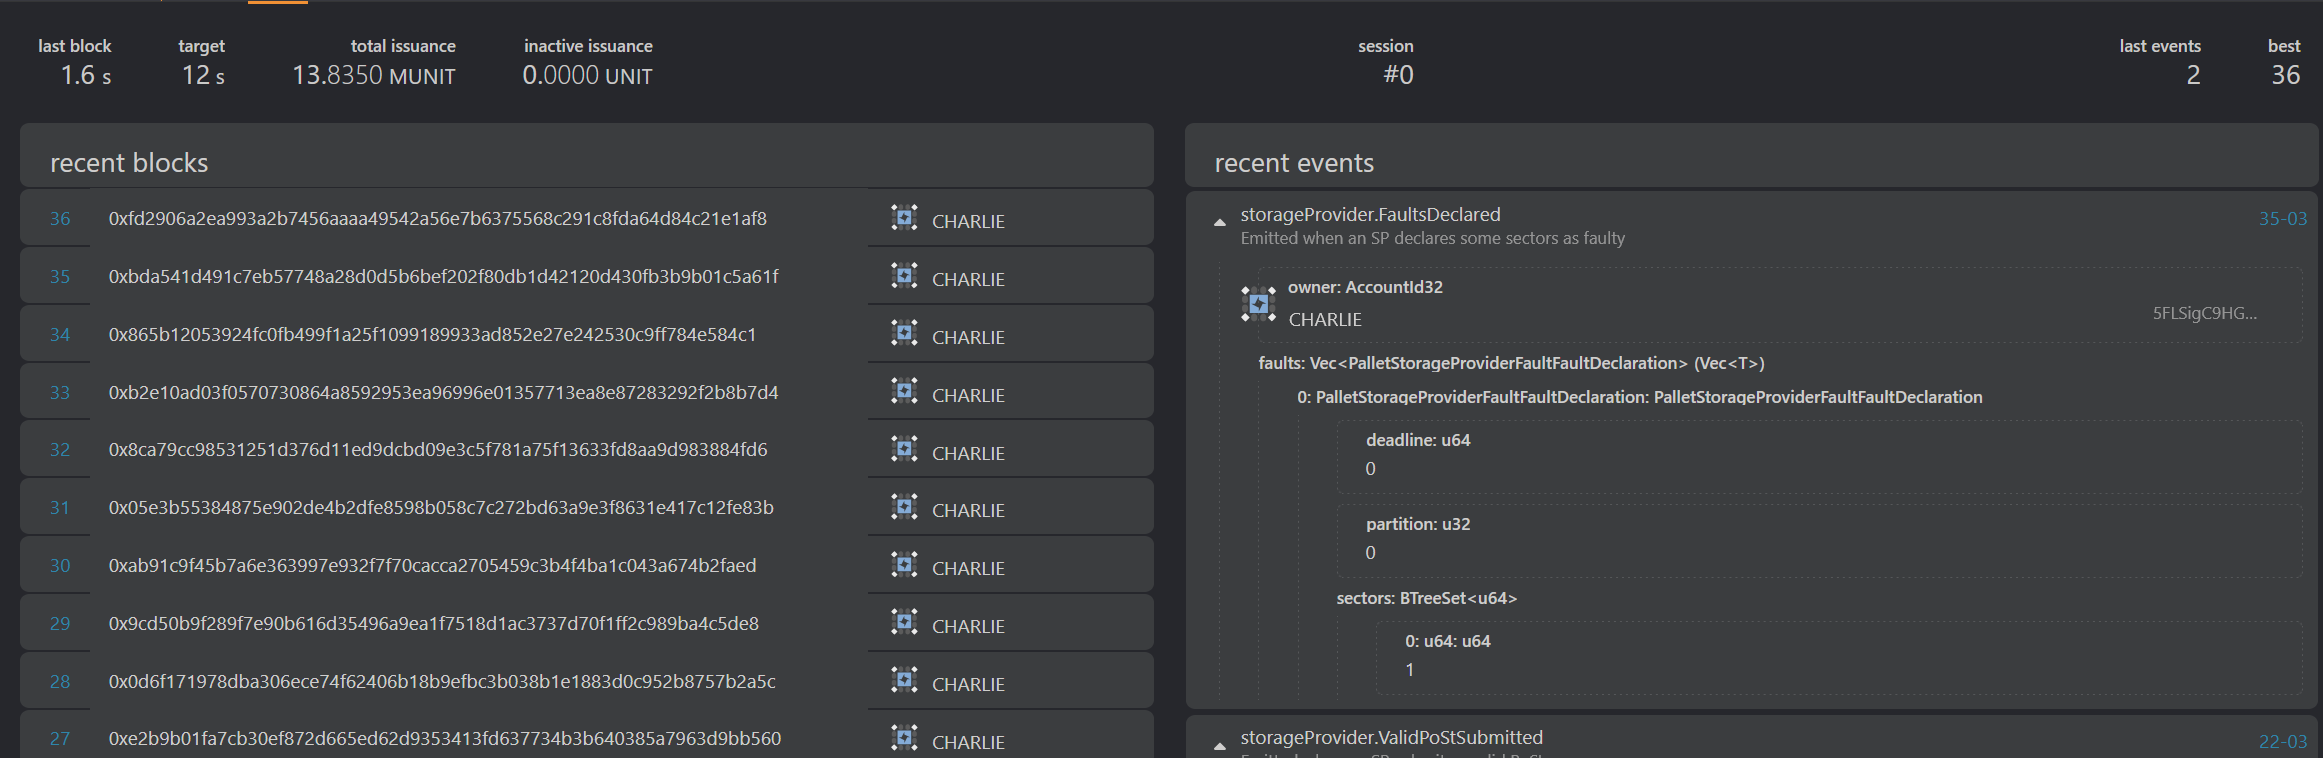 last block
1.6 s
target
12 s
total issuance
13.8350 MUNIT
inactive issuance
0.0000 UNIT
session
#0
last events
2
best
36
recent blocks
36 0xfd2906a2ea993a2b7456aaaa49542a56e7b6375568c291c8fda64d84c21e1af8 CHARLIE
35 0xbda541d491c7eb57748a28d0d5b6bef202f80db1d42120d430fb3b9b01c5a61f CHARLIE
34 0x865b12053924fc0fb499f1a25f1099189933ad852e27e242530c9ff784e584c1 CHARLIE
33 0xb2e10ad03f0570730864a8592953ea96996e01357713ea8e87283292f2b8b7d4 CHARLIE
32 0x8ca79cc98531251d376d11ed9dcbd09e3c5f781a75f13633fd8aa9d983884fd6 CHARLIE
31 0x05e3b55384875e902de4b2dfe8598b058c7c272bd63a9e3f8631e417c12fe83b CHARLIE
30 0xab91c9f45b7a6e363997e932f7f70cacca2705459c3b4f4ba1c043a674b2faed CHARLIE
29 0x9cd50b9f289f7e90b616d35496a9ea1f7518d1ac3737d70f1ff2c989ba4c5de8 CHARLIE
28 0x0d6f171978dba306ece74f62406b18b9efbc3b038b1e1883d0c952b8757b2a5c CHARLIE
27 0xe2b9b01fa7cb30ef872d665ed62d9353413fd637734b3b640385a7963d9bb560 CHARLIE
recent events
storageProvider.FaultsDeclared 35-03
Emitted when an SP declares some sectors as faulty
owner: AccountId32
CHARLIE 5FLSigC9HG...
faults: Vec<PalletStorageProviderFaultFaultDeclaration> (Vec<T>)
0: PalletStorageProviderFaultFaultDeclaration: PalletStorageProviderFaultFaultDeclaration
deadline: u64
0
partition: u32
0
sectors: BTreeSet<u64>
0: u64: u64
1
storageProvider.ValidPoStSubmitted 22-03